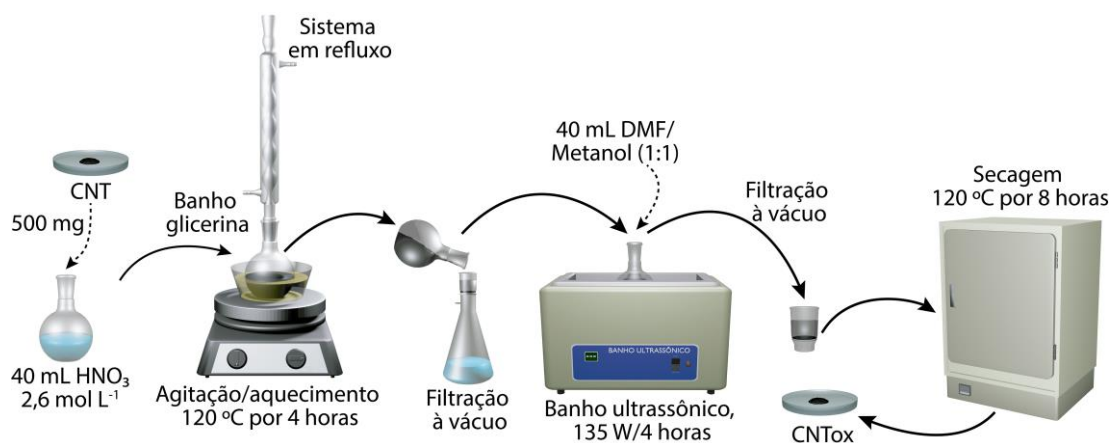 Sistema
em refluxo
CNT
500 mg
40 mL HNO₃
2,6 mol L⁻¹
Banho
glicerina
Agitação/aquecimento
120 ºC por 4 horas
Filtração
à vácuo
40 mL DMF/
Metanol (1:1)
BANHO ULTRASSÔNICO
Banho ultrassônico,
135 W/4 horas
Filtração
à vácuo
CNTox
Secagem
120 ºC por 8 horas